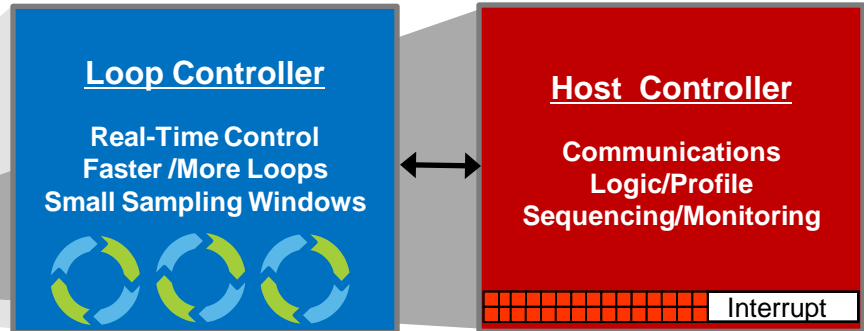 Loop Controller
Real-Time Control
Faster /More Loops
Small Sampling Windows
Host  Controller
Communications
Logic/Profile
Sequencing/Monitoring
Interrupt